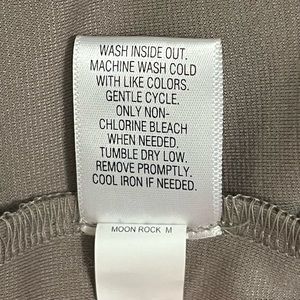 WASH INSIDE OUT.
MACHINE WASH COLD
WITH LIKE COLORS.
GENTLE CYCLE.
ONLY NON-
CHLORINE BLEACH
WHEN NEEDED.
TUMBLE DRY LOW.
REMOVE PROMPTLY.
COOL IRON IF NEEDED.
MOON ROCK M